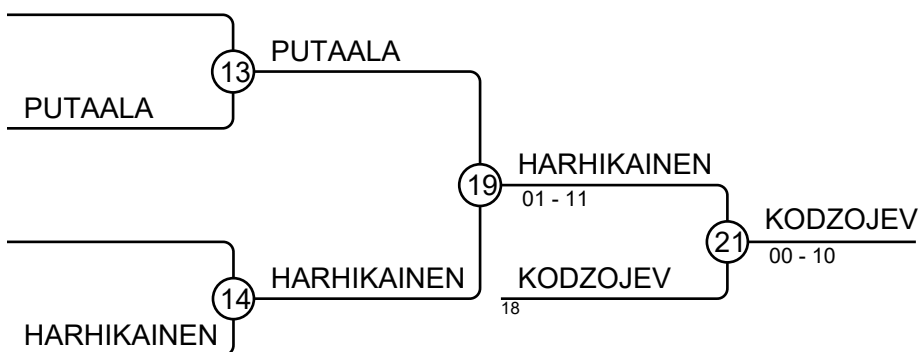 PUTAALA
13
PUTAALA
HARHIKAINEN
19
01 - 11
KODZOJEV
21
00 - 10
HARHIKAINEN
KODZOJEV
18
14
HARHIKAINEN